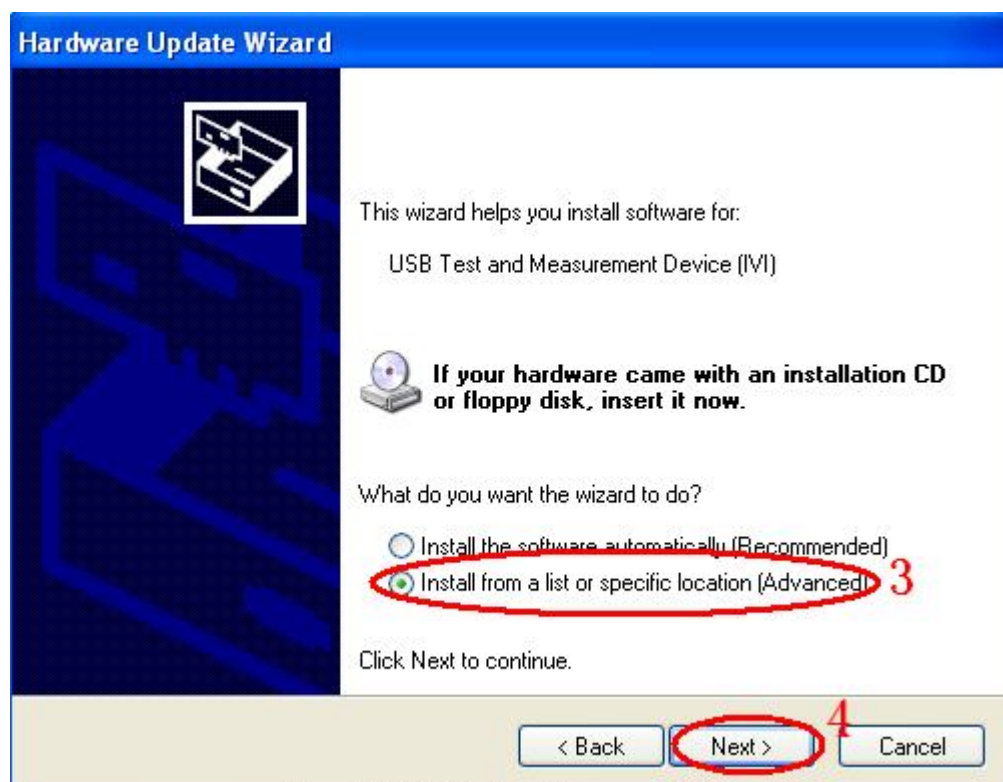 Hardware Update Wizard
This wizard helps you install software for:
USB Test and Measurement Device (IVI)
If your hardware came with an installation CD
or floppy disk, insert it now.
What do you want the wizard to do?
Install the software automatically (Recommended)
Install from a list or specific location (Advanced) 3
Click Next to continue.
< Back Next > 4 Cancel